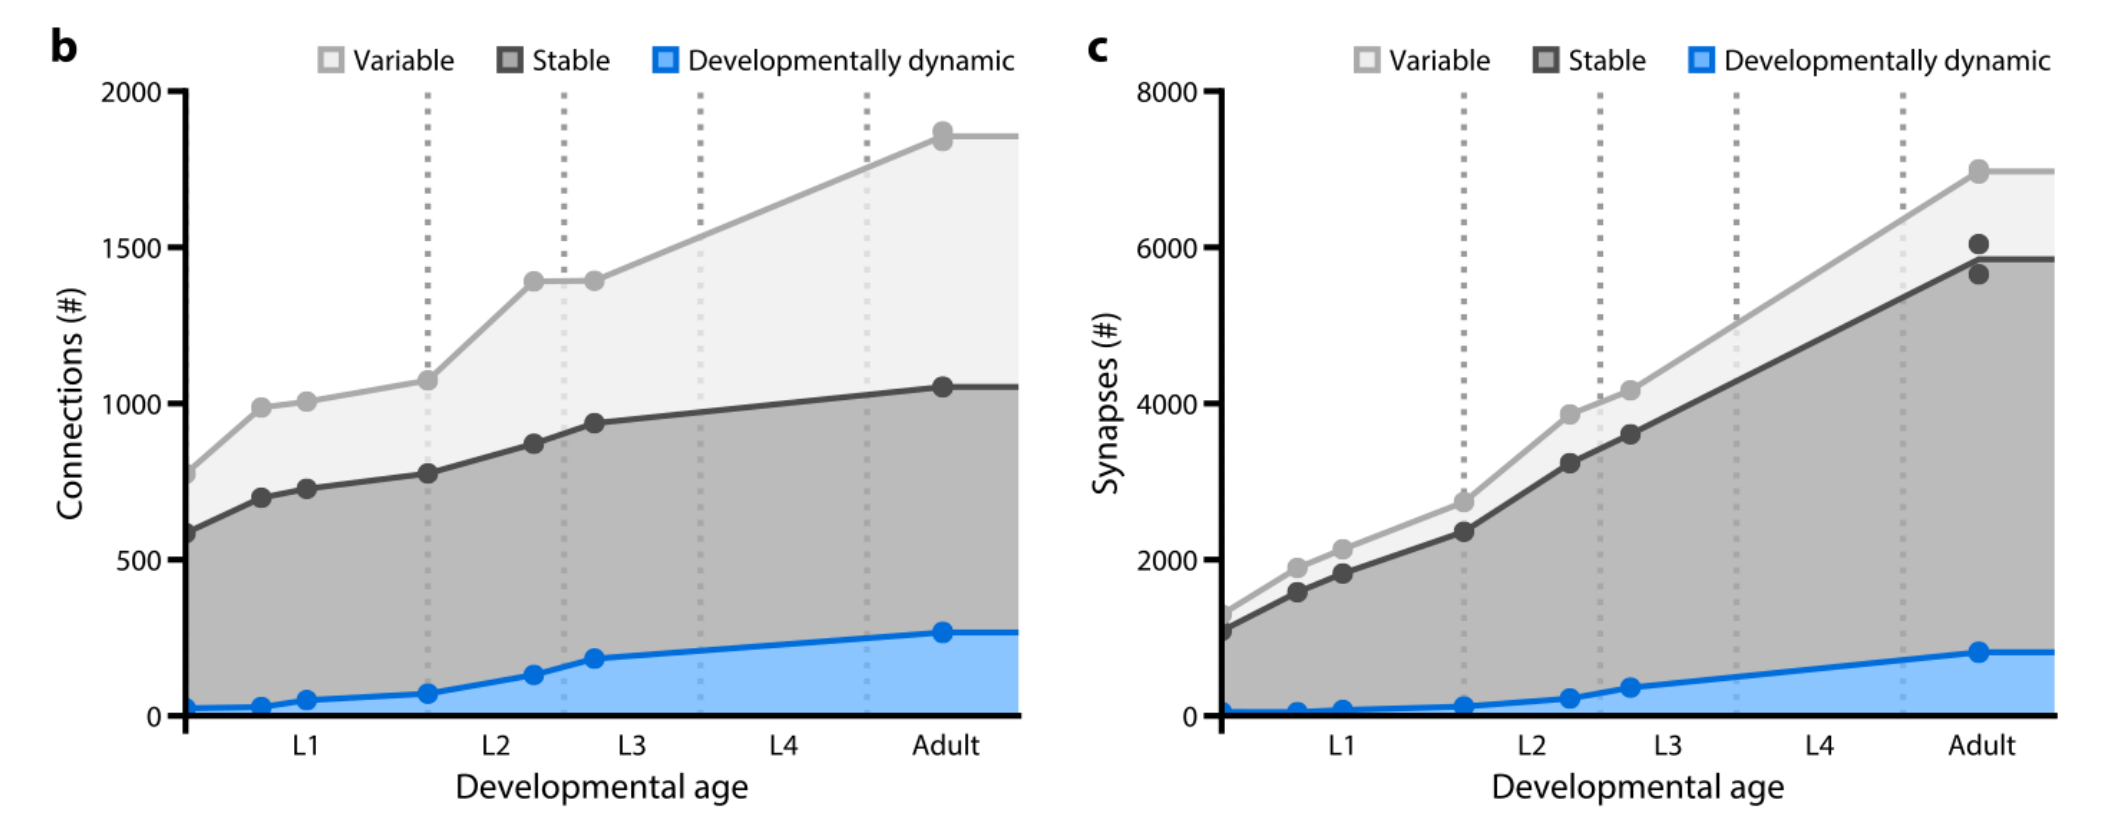 b
Variable Stable Developmentally dynamic
2000
1500
1000
500
0
Connections (#)
L1 L2 L3 L4 Adult
Developmental age
c
Variable Stable Developmentally dynamic
8000
6000
4000
2000
0
Synapses (#)
L1 L2 L3 L4 Adult
Developmental age